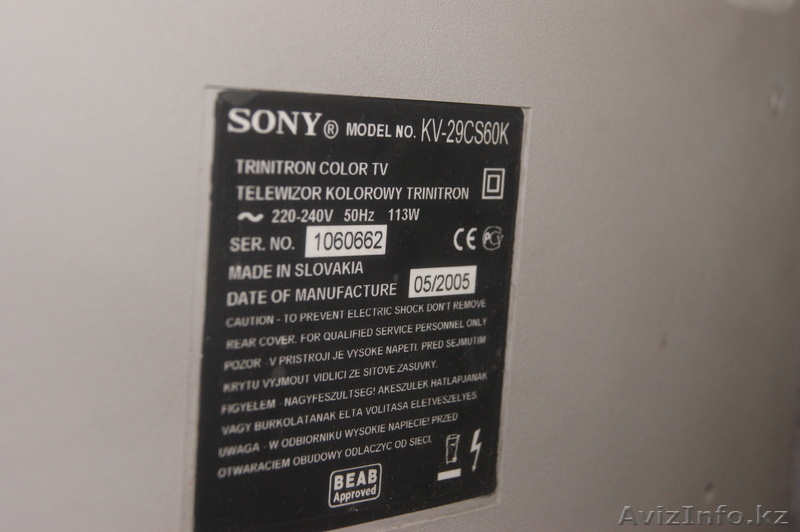 SONY® MODEL NO. KV-29CS60K
TRINITRON COLOR TV
TELEWIZOR KOLOROWY TRINITRON
~ 220-240V 50Hz 113W
SER. NO. 1060662 CE PG
MADE IN SLOVAKIA
DATE OF MANUFACTURE 05/2005
CAUTION - TO PREVENT ELECTRIC SHOCK DON'T REMOVE
REAR COVER. FOR QUALIFIED SERVICE PERSONNEL ONLY
POZOR - V PRISTROJI JE VYSOKE NAPETI. PRED SEJMUTIM
KRYTU VYJMOUT VIDLICI ZE SITOVE ZASUVKY.
FIGYELEM - NAGYFESZULTSEG! AKESZULEK HATLAPJANAK
VAGY BURKOLATANAK ELTA VOLITASA ELETVESZELYES.
UWAGA - W ODBIORNIKU WYSOKIE NAPIECIE! PRZED
OTWARACIEM OBUDOWY ODLACZYC OD SIECI.
BEAB
Approved
AvizInfo.kz